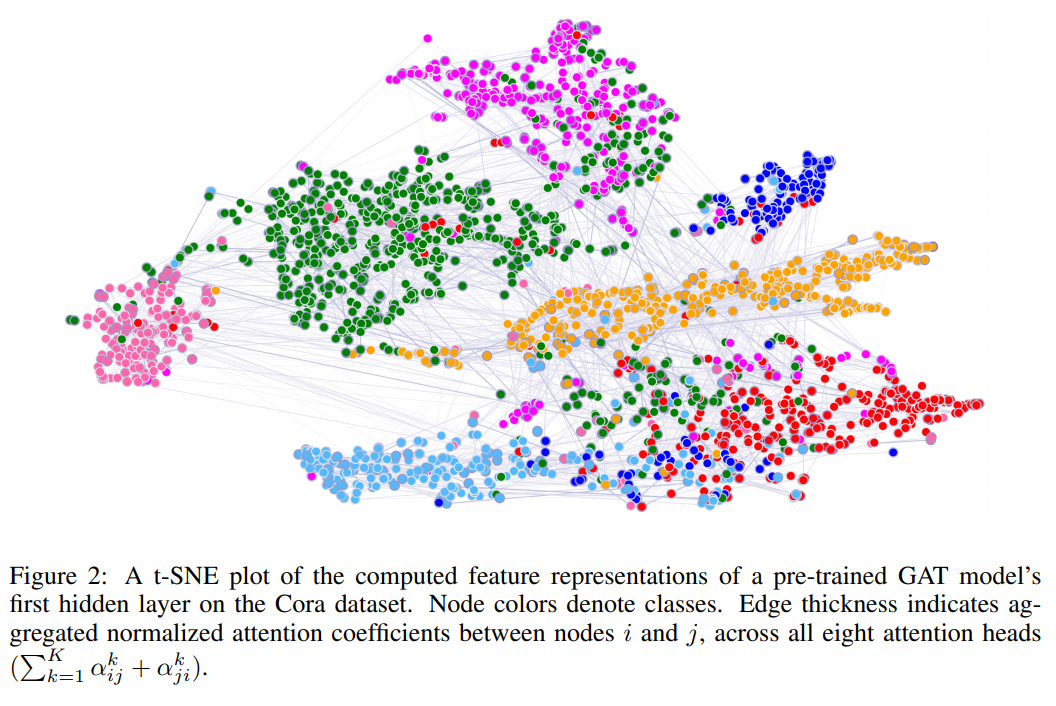 Figure 2: A t-SNE plot of the computed feature representations of a pre-trained GAT model's
first hidden layer on the Cora dataset. Node colors denote classes. Edge thickness indicates ag-
gregated normalized attention coefficients between nodes i and j, across all eight attention heads
(∑_{k=1}^{K} α_{ij}^{k} + α_{ji}^{k}).